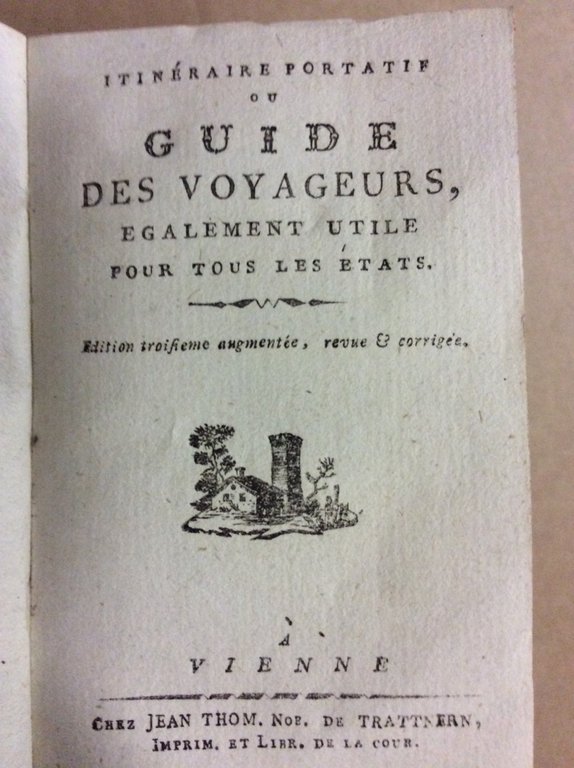 ITINÉRAIRE PORTATIF
OU
GUIDE
DES VOYAGEURS,
EGALEMENT UTILE
POUR TOUS LES ÉTATS.
Edition troiſieme augmentée, revue & corrigée.
À
VIENNE
CHEZ JEAN THOM. NOB. DE TRATTNERN,
IMPRIM. ET LIBR. DE LA COUR.